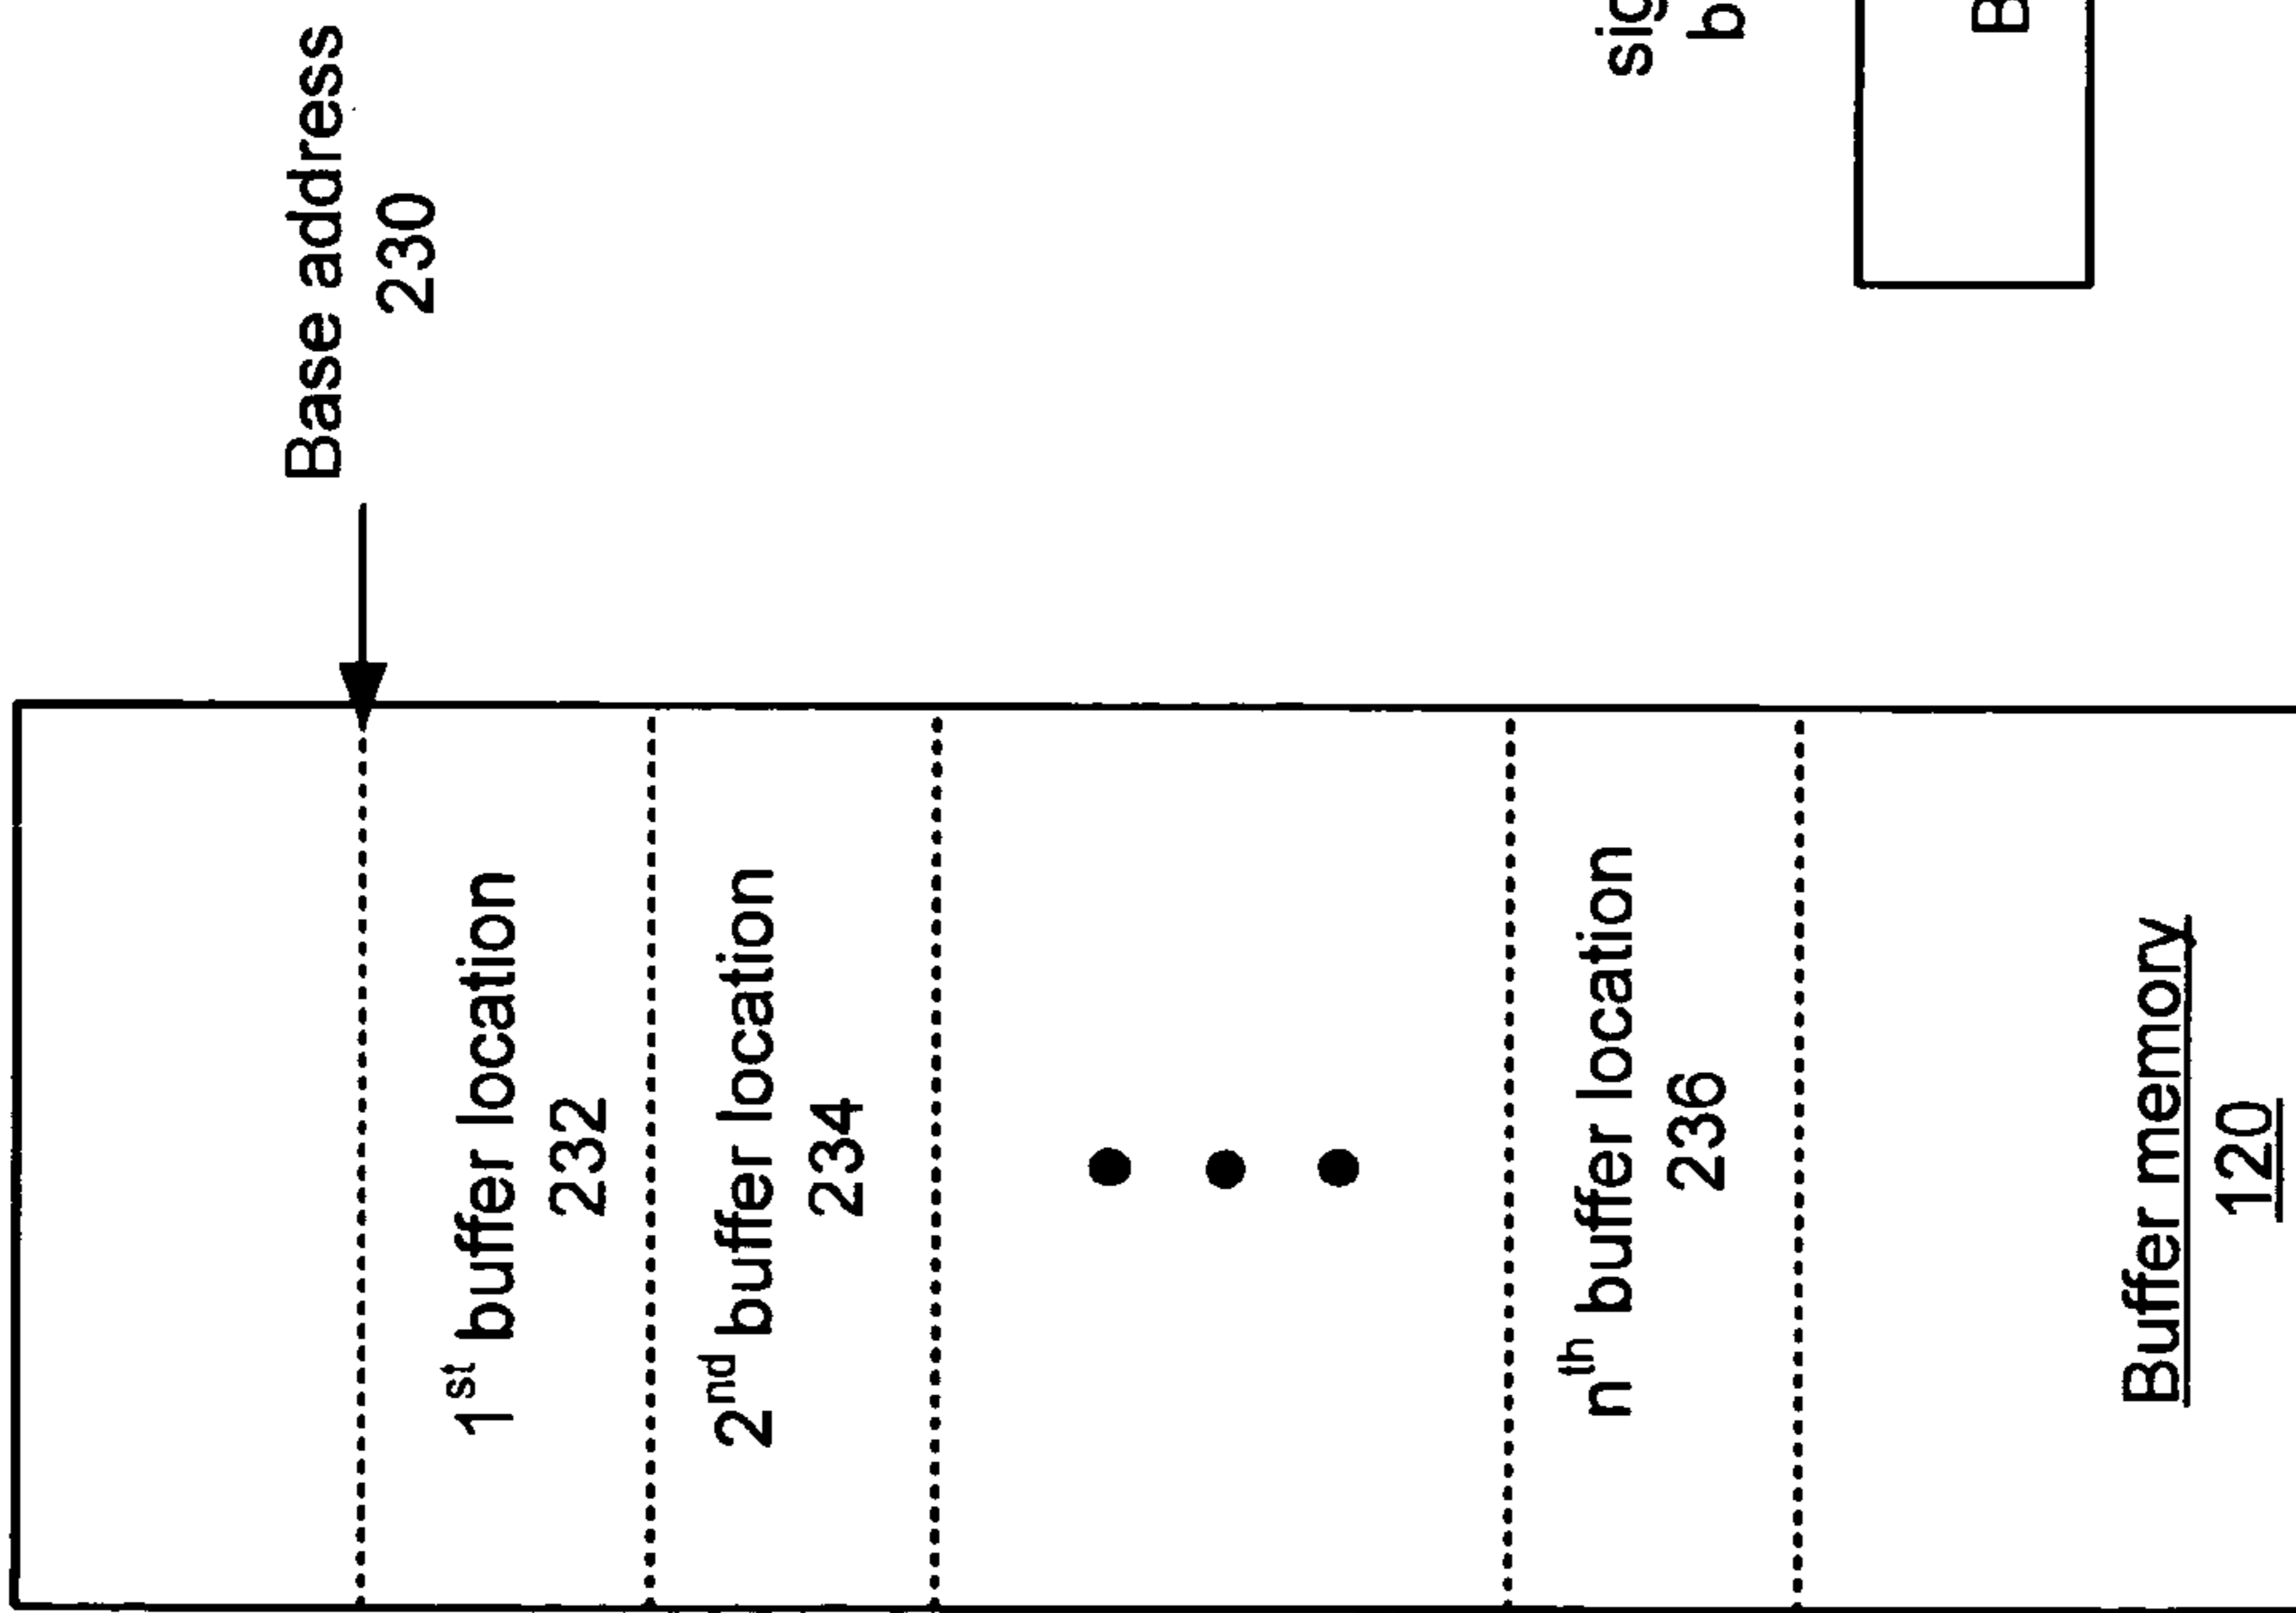 Base address
230
1st buffer location
232
2nd buffer location
234
nth buffer location
236
Buffer memory
120